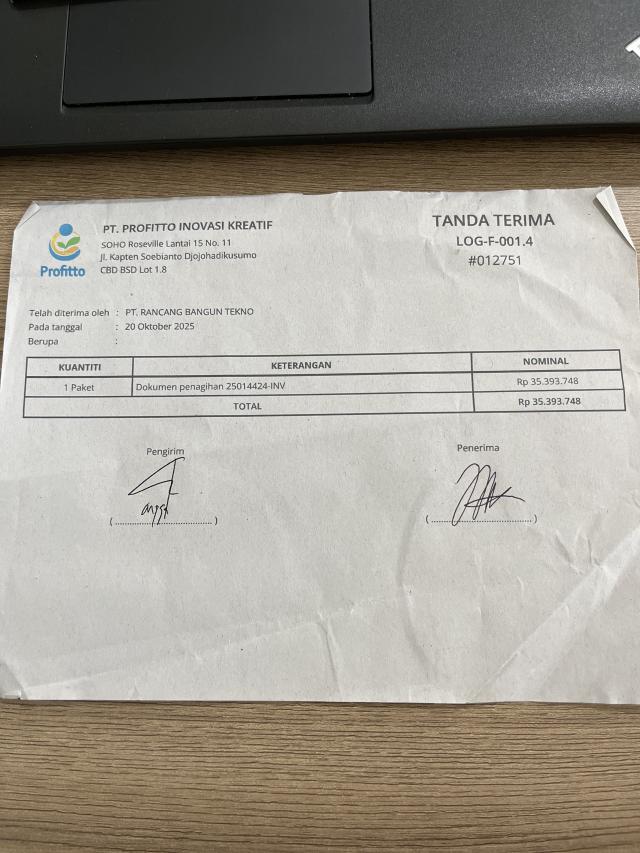 Profitto
PT. PROFITTO INOVASI KREATIF
SOHO Roseville Lantai 15 No. 11
Jl. Kapten Soebianto Djojohadikusumo
CBD BSD Lot 1.8
TANDA TERIMA
LOG-F-001.4
#012751
Telah diterima oleh : PT. RANCANG BANGUN TEKNO
Pada tanggal : 20 Oktober 2025
Berupa :
KUANTITI KETERANGAN NOMINAL
1 Paket Dokumen penagihan 25014424-INV Rp 35.393.748
TOTAL Rp 35.393.748
Pengirim Penerima
(..............................) (..............................)